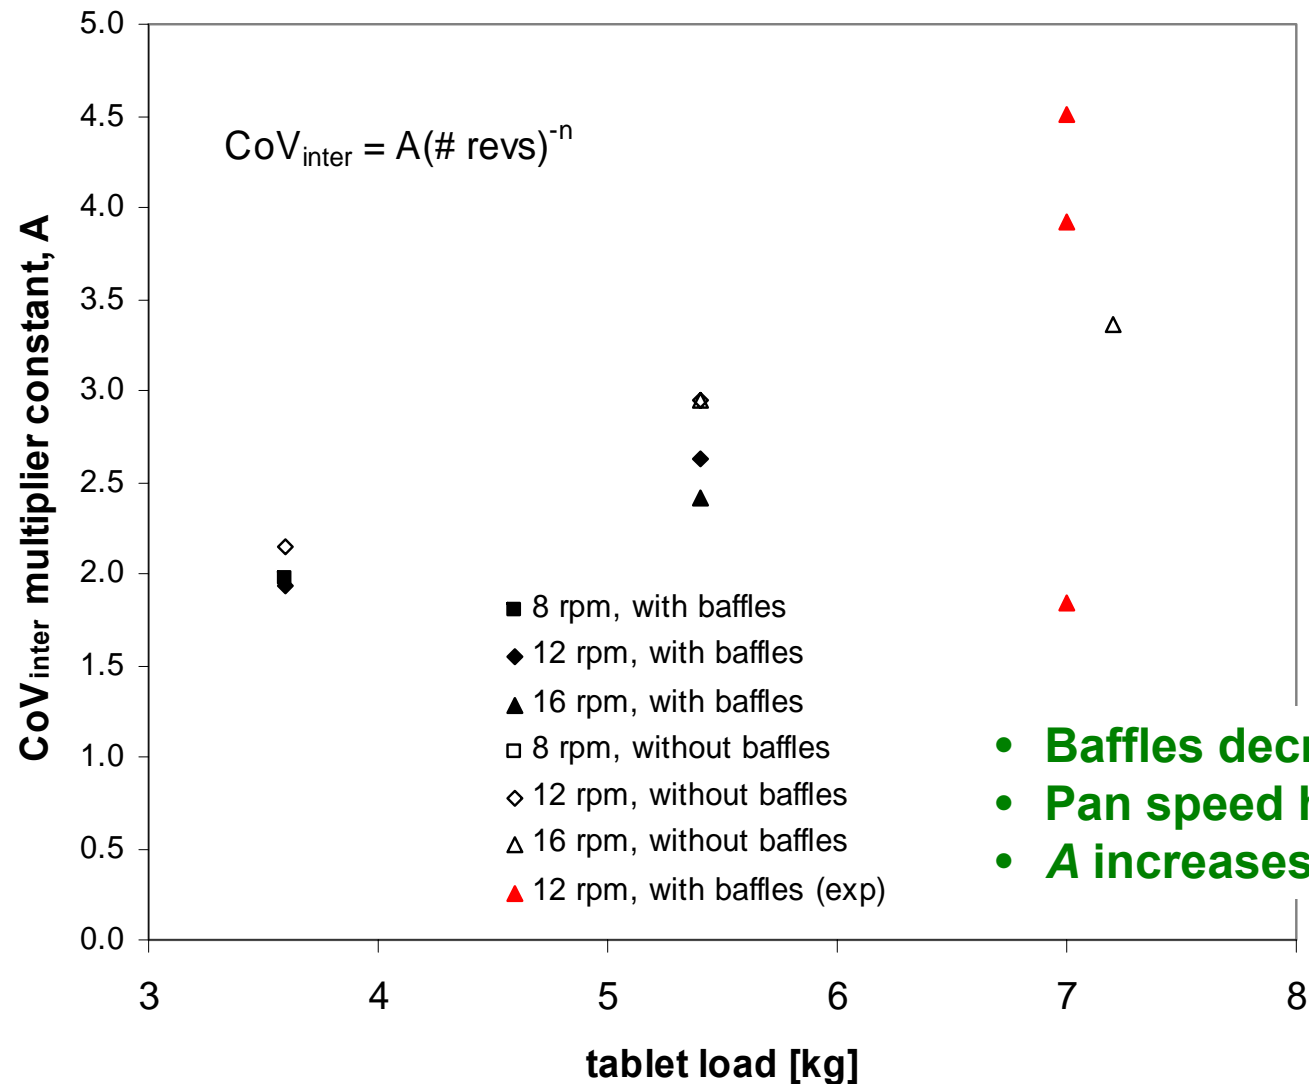 5.0
4.5
4.0
3.5
3.0
2.5
2.0
1.5
1.0
0.5
0.0
CoVinter multiplier constant, A
CoVinter = A(# revs)-n
8 rpm, with baffles
12 rpm, with baffles
16 rpm, with baffles
8 rpm, without baffles
12 rpm, without baffles
16 rpm, without baffles
12 rpm, with baffles (exp)
• Baffles
• Pan speed
• A increases
3 4 5 6 7 8
tablet load [kg]